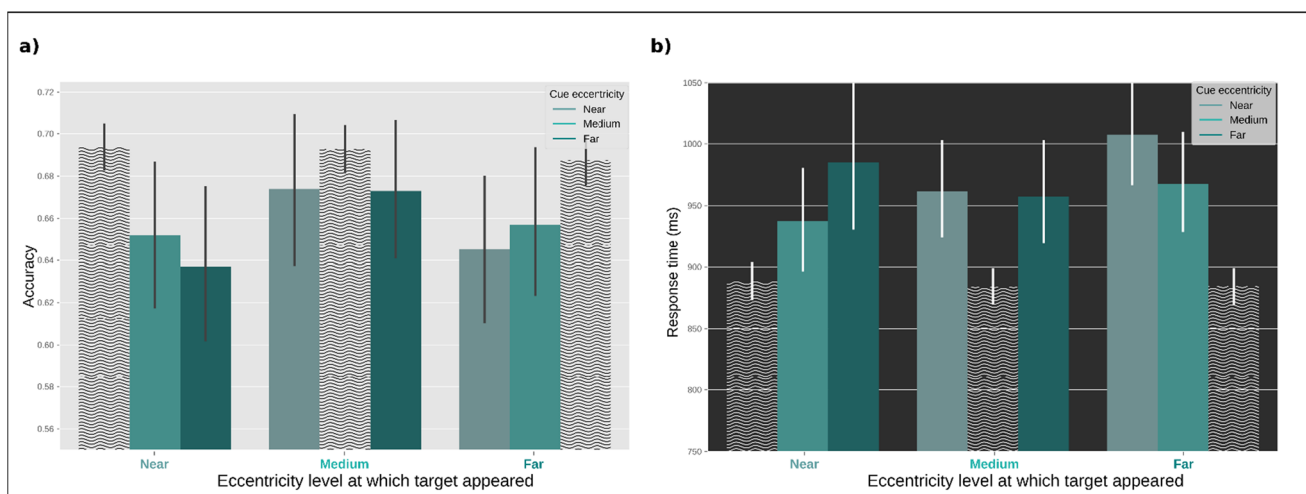 a)
Accuracy
0.72
0.70
0.68
0.66
0.64
0.62
0.60
0.58
0.56
Cue eccentricity
Near
Medium
Far
Near
Medium
Far
Eccentricity level at which target appeared
b)
Response time (ms)
1050
1000
950
900
850
800
750
Cue eccentricity
Near
Medium
Far
Near
Medium
Far
Eccentricity level at which target appeared